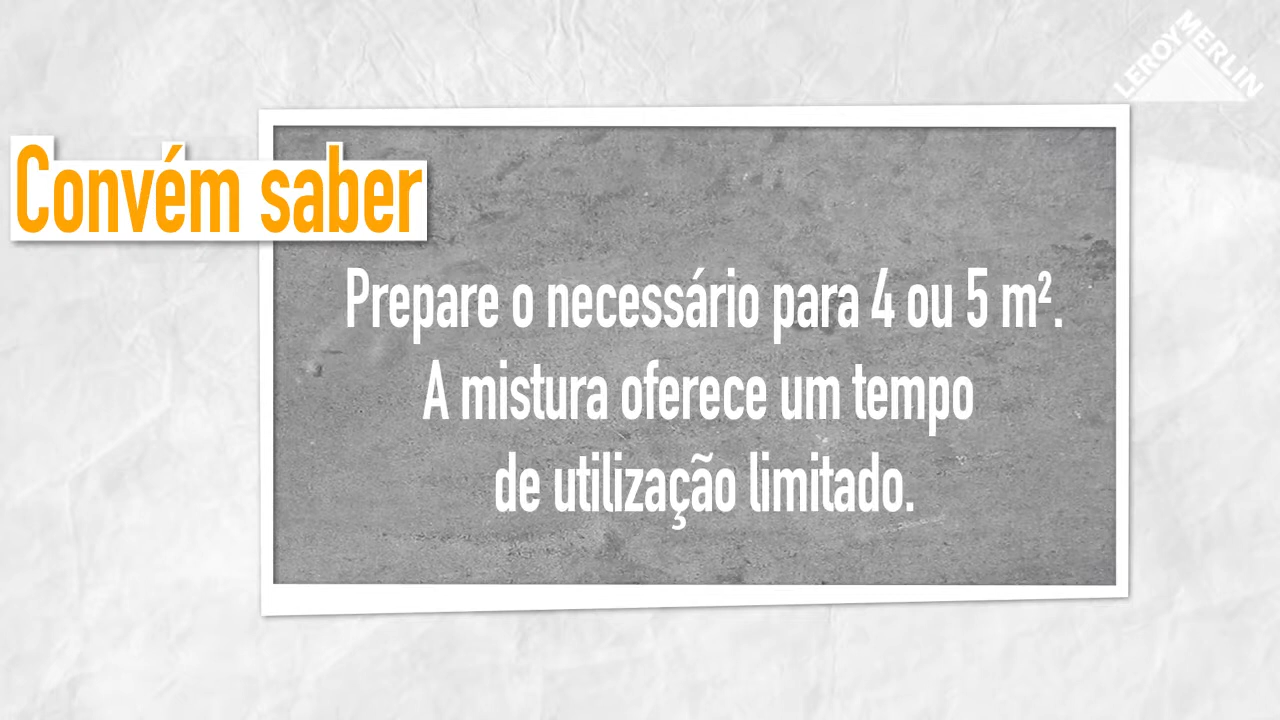 LEROY MERLIN
Convém saber
Prepare o necessário para 4 ou 5 m².
A mistura oferece um tempo
de utilização limitado.